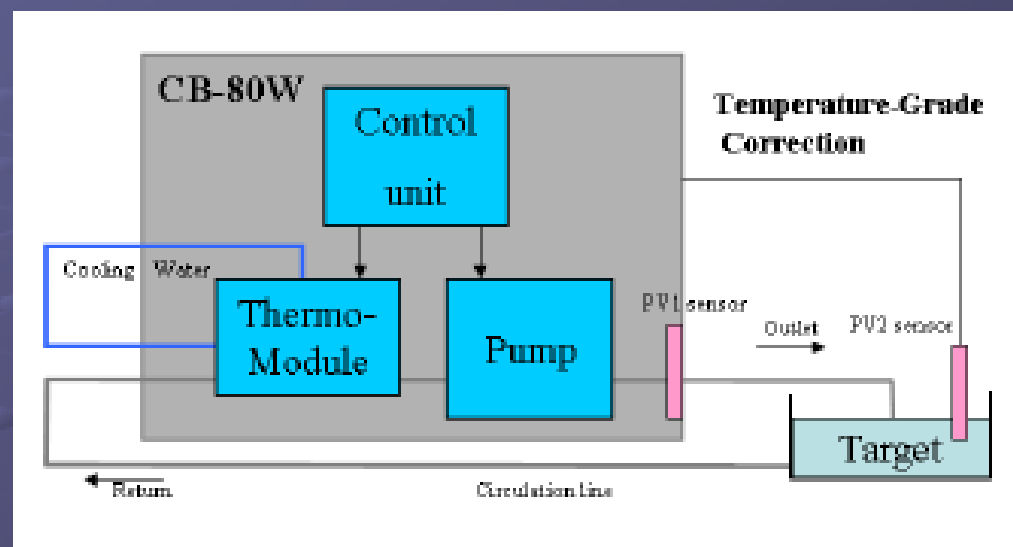 CB-80W
Control
unit
Temperature-Grade
Correction
Cooling Water
Thermo-
Module
Pump
PV1 sensor
Outlet
PV2 sensor
Target
Return
Circulation line